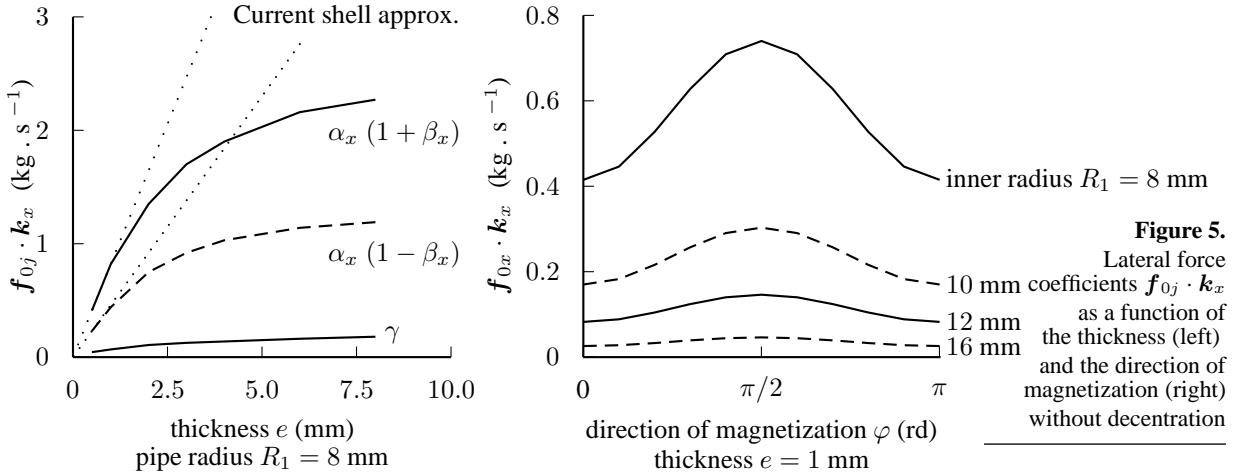 3
2
1
0
f₀ⱼ · kₓ (kg . s⁻¹)
Current shell approx.
αₓ (1 + βₓ)
αₓ (1 − βₓ)
γ
0 2.5 5.0 7.5 10.0
thickness e (mm)
pipe radius R₁ = 8 mm
0.8
0.6
0.4
0.2
0
f₀ₓ · kₓ (kg . s⁻¹)
inner radius R₁ = 8 mm
10 mm
12 mm
16 mm
0 π/2 π
direction of magnetization φ (rd)
thickness e = 1 mm
Figure 5.
Lateral force
coefficients f₀ⱼ · kₓ
as a function of
the thickness (left)
and the direction of
magnetization (right)
without decentration